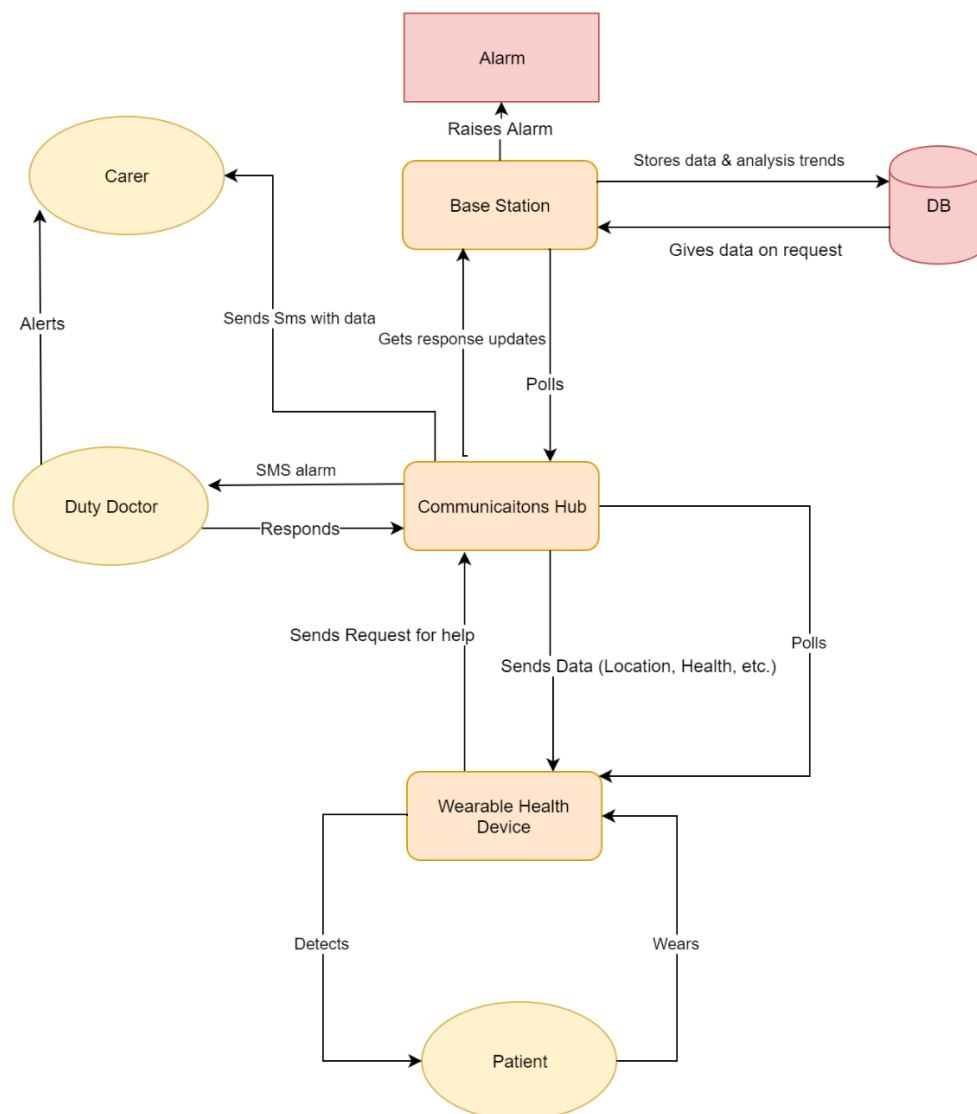 Alarm
Raises Alarm
Carer
Stores data & analysis trends
Base Station
DB
Gives data on request
Alerts
Sends Sms with data
Gets response updates
Polls
SMS alarm
Duty Doctor
Communicaitons Hub
Responds
Sends Request for help
Polls
Sends Data (Location, Health, etc.)
Wearable Health
Device
Detects
Wears
Patient